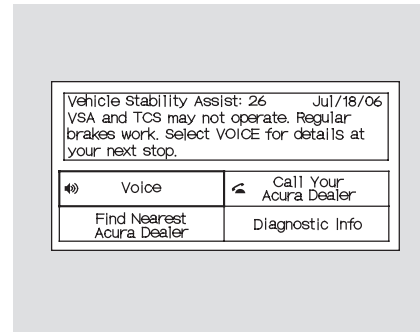 Vehicle Stability Assist: 26 Jul/18/06
VSA and TCS may not operate. Regular
brakes work. Select VOICE for details at
your next stop.
Voice
Call Your
Acura Dealer
Find Nearest
Acura Dealer
Diagnostic Info